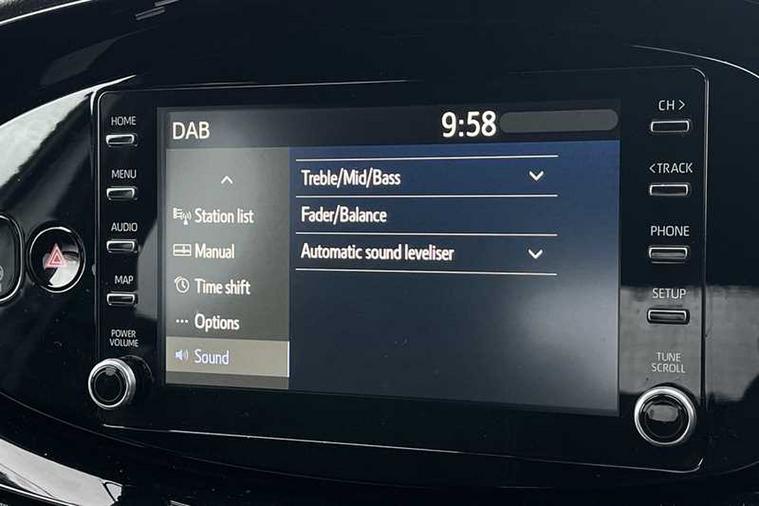 HOME
MENU
AUDIO
MAP
POWER
VOLUME
DAB
9:58
Station list
Manual
Time shift
Options
Sound
Treble/Mid/Bass
Fader/Balance
Automatic sound leveliser
CH >
<TRACK
PHONE
SETUP
TUNE
SCROLL